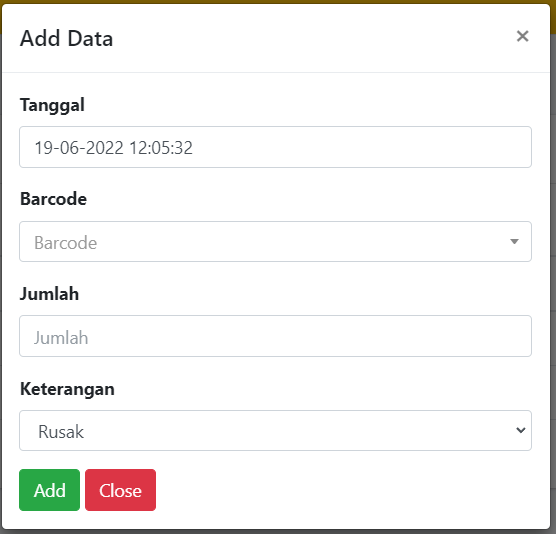 Add Data ×
Tanggal
19-06-2022 12:05:32
Barcode
Barcode
Jumlah
Jumlah
Keterangan
Rusak
Add Close